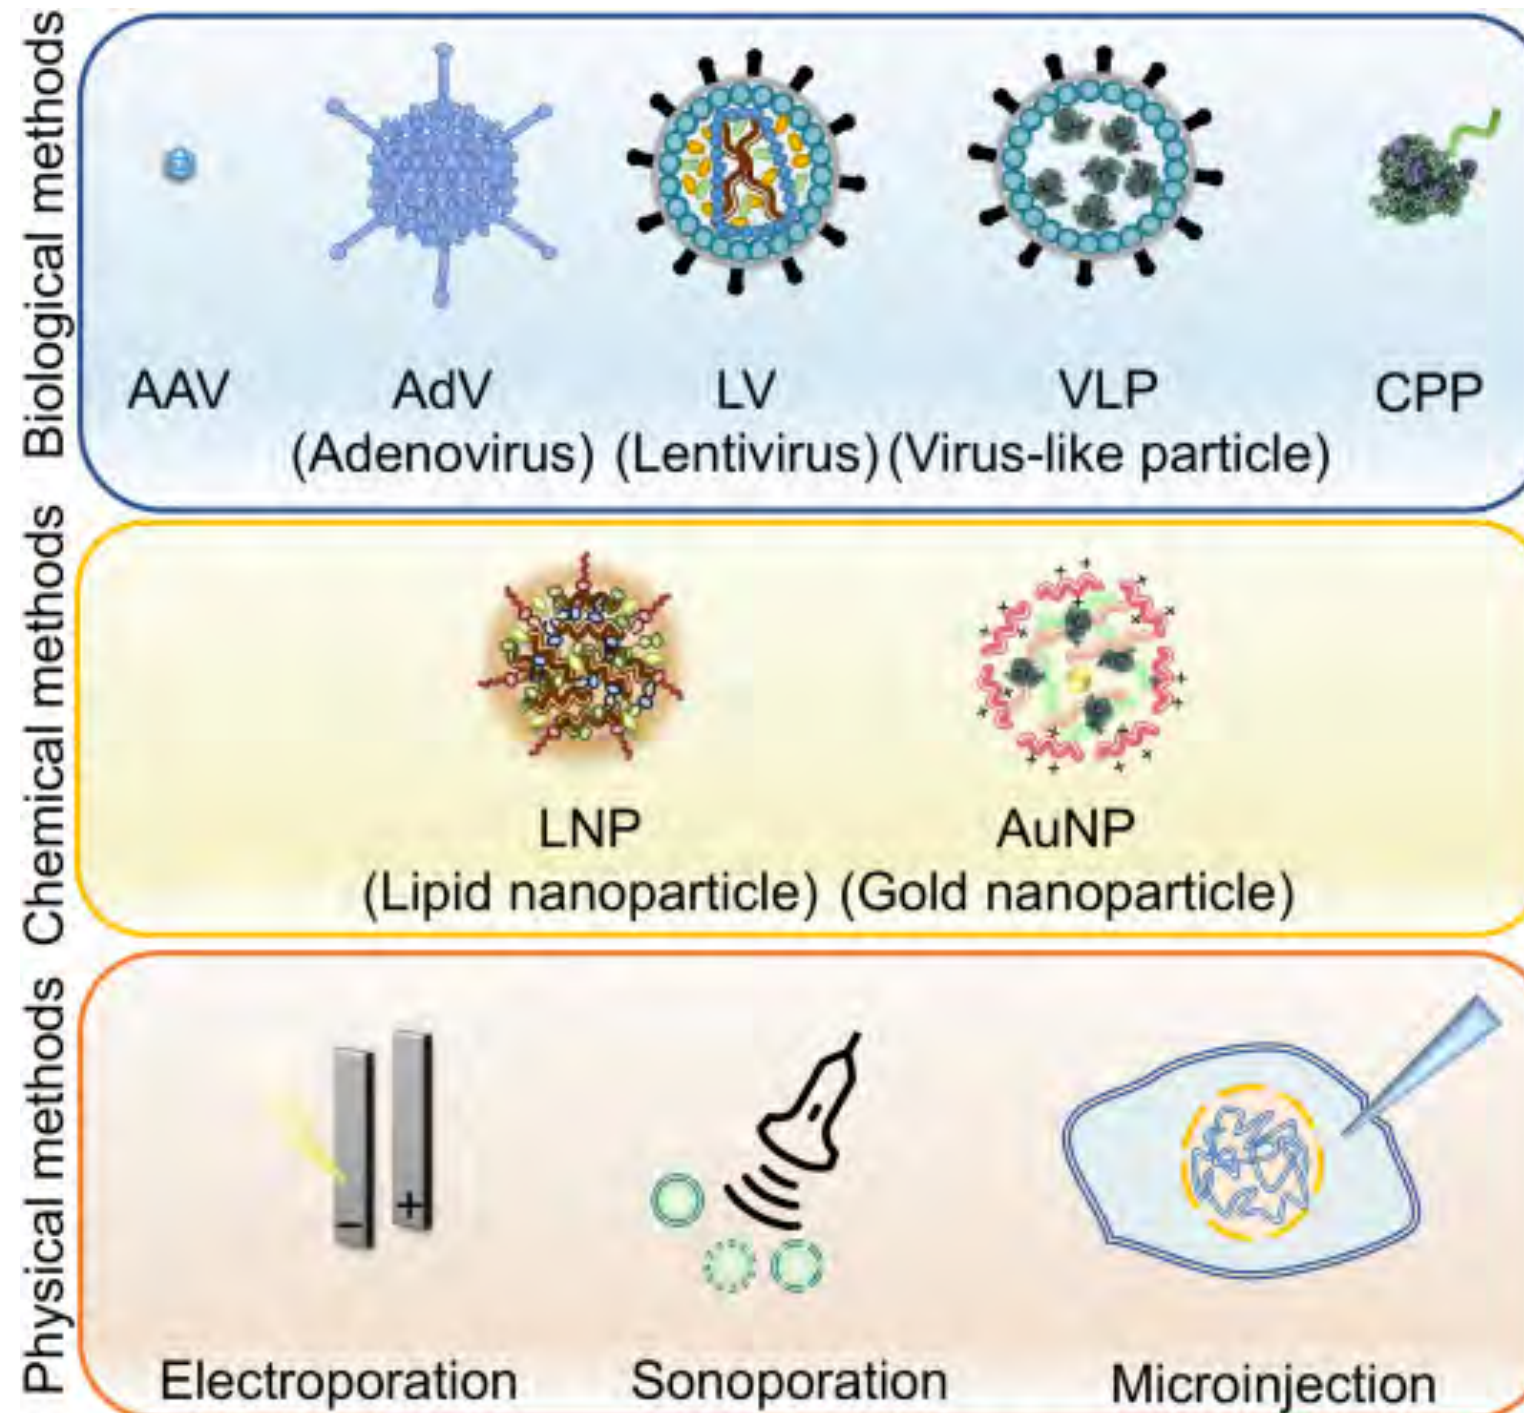 Biological methods
AAV
AdV
LV
VLP
CPP
(Adenovirus)
(Lentivirus)
(Virus-like particle)
Chemical methods
LNP
AuNP
(Lipid nanoparticle)
(Gold nanoparticle)
Physical methods
Electroporation
Sonoporation
Microinjection